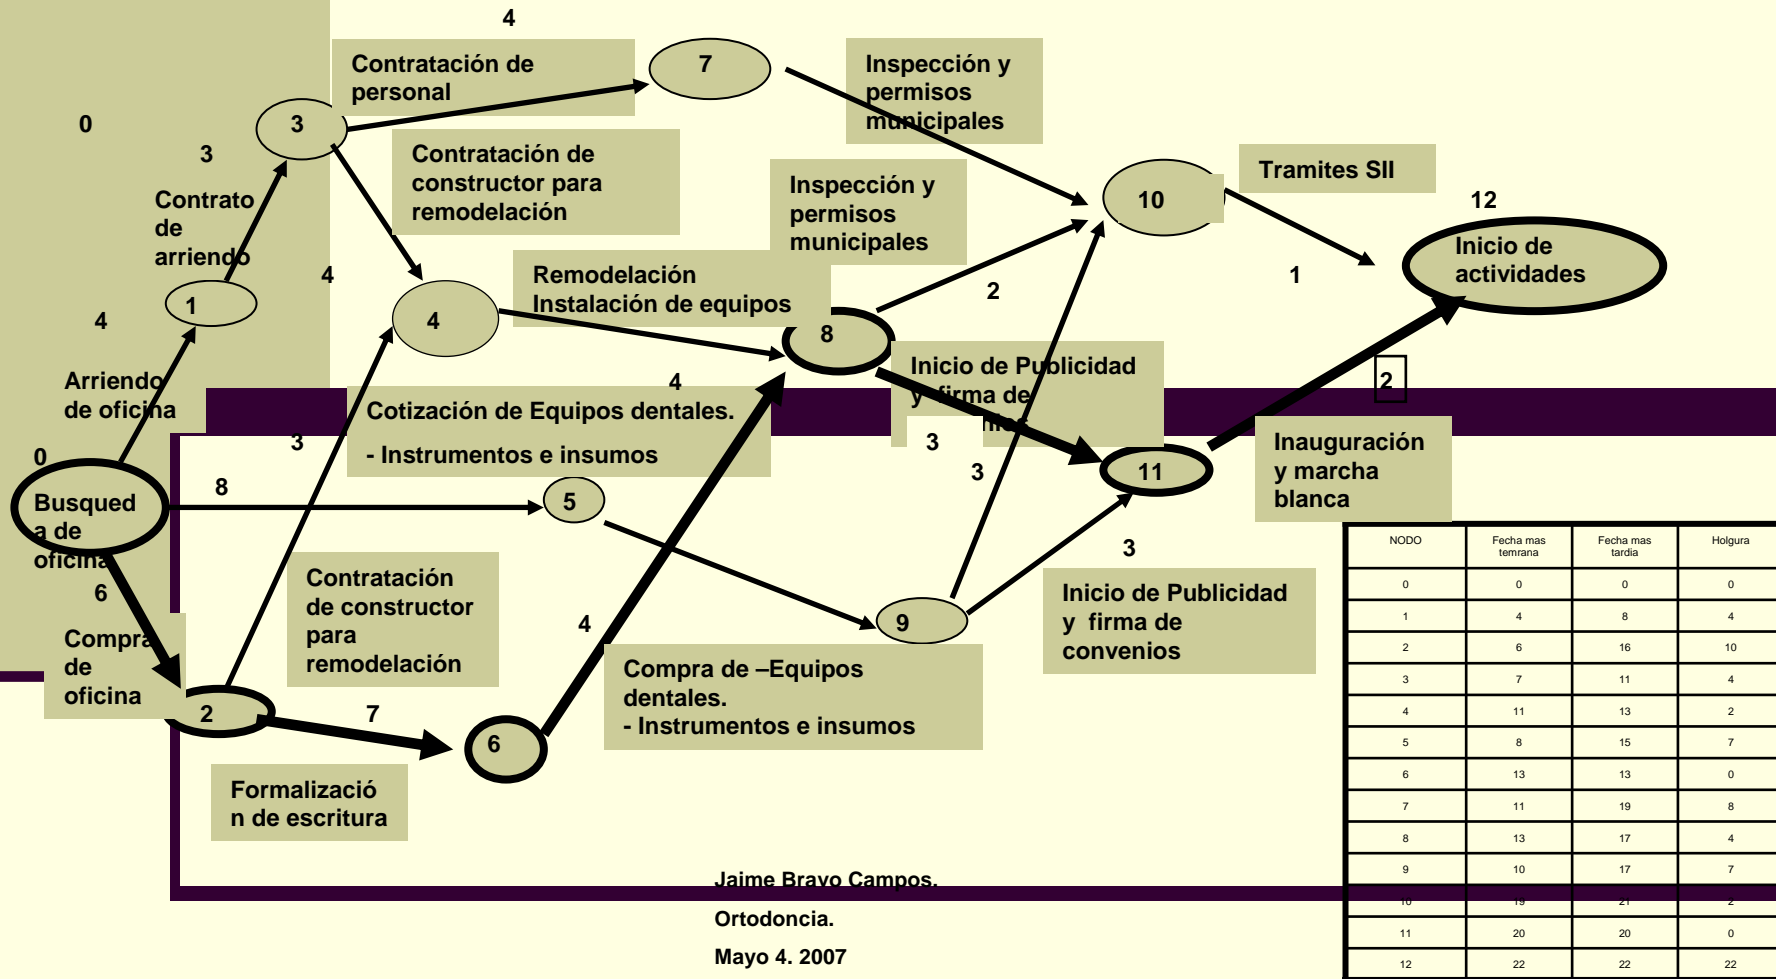 4
Contratación de
personal
7
Inspección y
permisos
municipales
0
3
3
Contratación de
constructor para
remodelación
Inspección y
permisos
municipales
10
Tramites SII
12
Inicio de
actividades
Contrato
de
arriendo
4
Remodelación
Instalación de equipos
2
1
1
4
4
8
Arriendo
de oficina
4
Inicio de Publicidad
y firma de
2
Cotización de Equipos dentales.
- Instrumentos e insumos
3
3
3
Inauguración
y marcha
blanca
0
Busqued
a de
oficina
8
5
11
6
Contratación
de constructor
para
remodelación
3
Inicio de Publicidad
y firma de
convenios
4
9
Compra
de
oficina
Compra de –Equipos
dentales.
- Instrumentos e insumos
2
7
6
Formalizació
n de escritura
NODO Fecha mas temrana Fecha mas tardia Holgura
0 0 0 0
1 4 8 4
2 6 16 10
3 7 11 4
4 11 13 2
5 8 15 7
6 13 13 0
7 11 19 8
8 13 17 4
9 10 17 7
10 19 21 2
11 20 20 0
12 22 22 22
Jaime Bravo Campos.
Ortodoncia.
Mayo 4. 2007